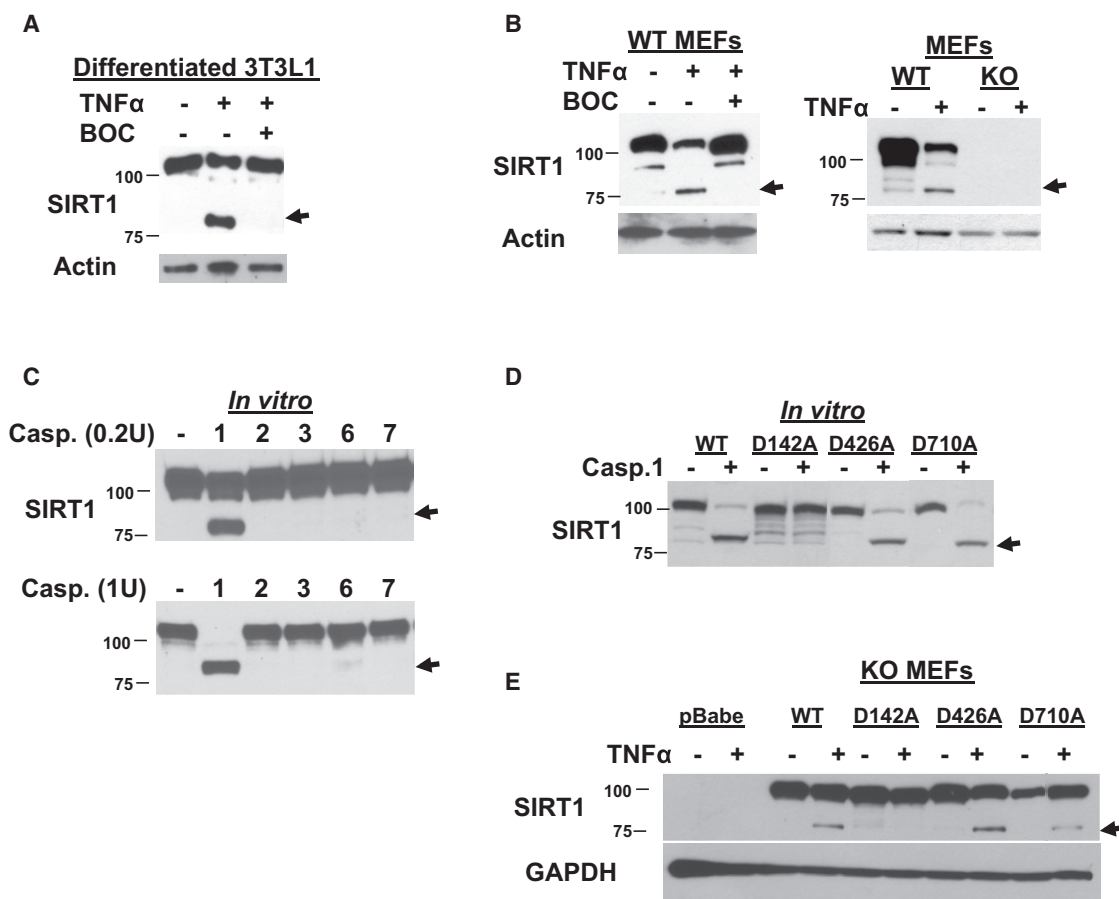 A
Differentiated 3T3L1
TNFα - + +
BOC - - +
100
SIRT1
75
Actin
B
WT MEFs
TNFα - + +
BOC - - +
100
SIRT1
75
Actin
MEFs
WT KO
TNFα - + - +
100
75
C
In vitro
Casp. (0.2U) - 1 2 3 6 7
100
SIRT1
75
Casp. (1U) - 1 2 3 6 7
100
75
D
In vitro
WT D142A D426A D710A
Casp.1 - + - + - + - +
100
SIRT1
75
E
KO MEFs
pBabe WT D142A D426A D710A
TNFα - + - + - + - + - +
100
SIRT1
75
GAPDH